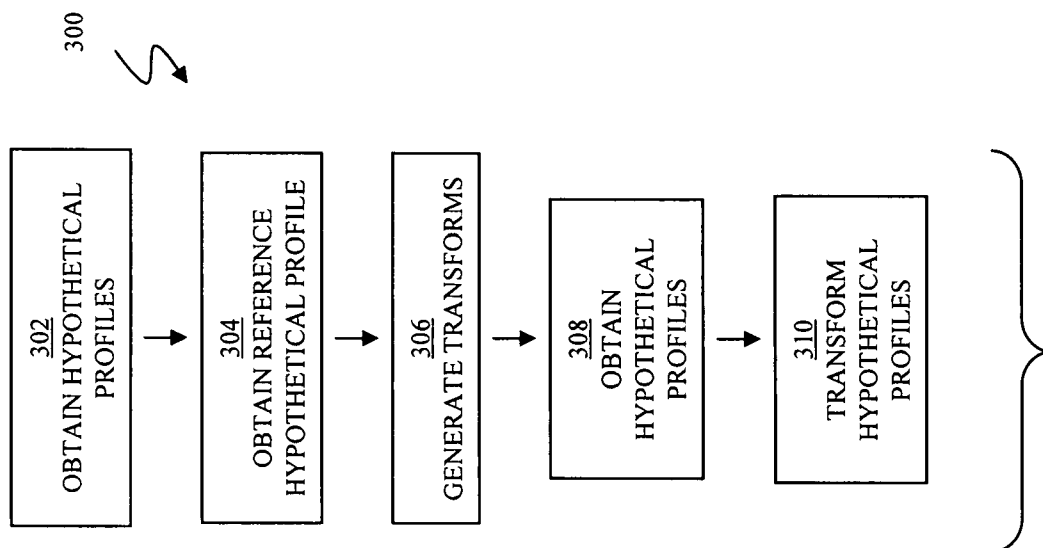 300
302
OBTAIN HYPOTHETICAL
PROFILES
304
OBTAIN REFERENCE
HYPOTHETICAL PROFILE
306
GENERATE TRANSFORMS
308
OBTAIN
HYPOTHETICAL
PROFILES
310
TRANSFORM
HYPOTHETICAL
PROFILES